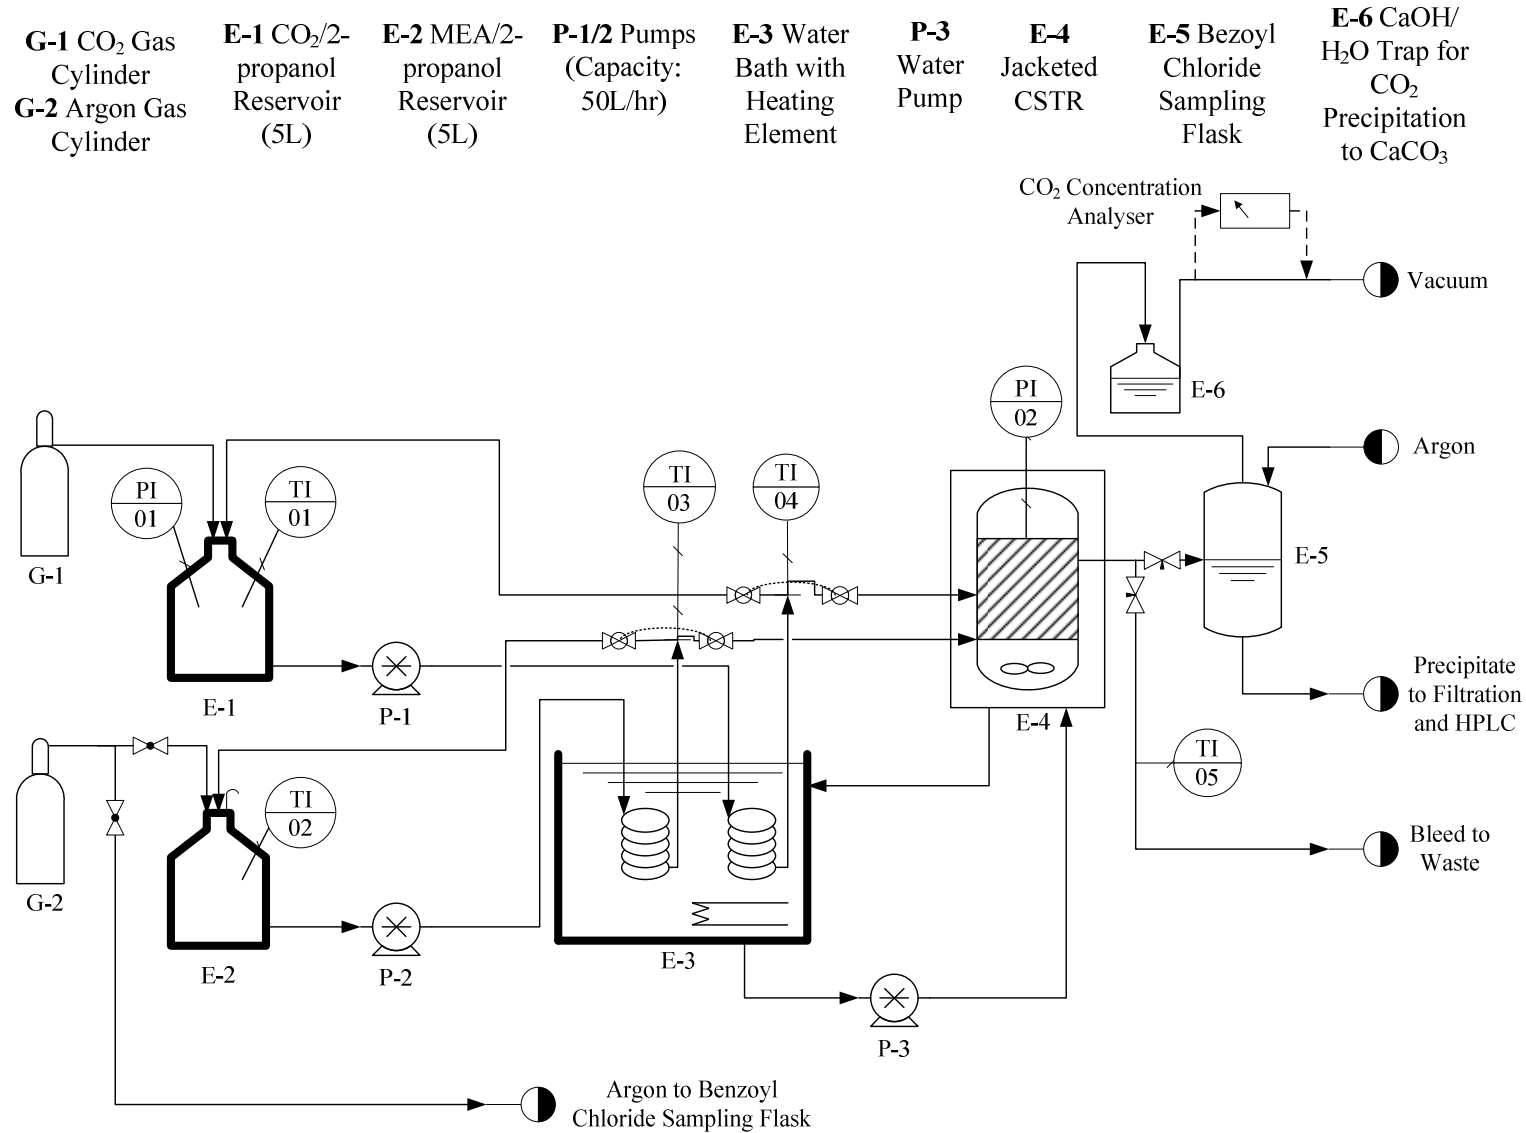 G-1 CO₂ Gas
Cylinder
G-2 Argon Gas
Cylinder
E-1 CO₂/2-
propanol
Reservoir
(5L)
E-2 MEA/2-
propanol
Reservoir
(5L)
P-1/2 Pumps
(Capacity:
50L/hr)
E-3 Water
Bath with
Heating
Element
P-3
Water
Pump
E-4
Jacketed
CSTR
E-5 Bezoyl
Chloride
Sampling
Flask
E-6 CaOH/
H₂O Trap for
CO₂
Precipitation
to CaCO₃
CO₂ Concentration
Analyser
Vacuum
E-6
PI
02
Argon
G-1
PI
01
TI
01
TI
03
TI
04
E-5
E-1
P-1
E-4
Precipitate
to Filtration
and HPLC
TI
05
G-2
TI
02
Bleed to
Waste
E-2
P-2
E-3
P-3
Argon to Benzoyl
Chloride Sampling Flask